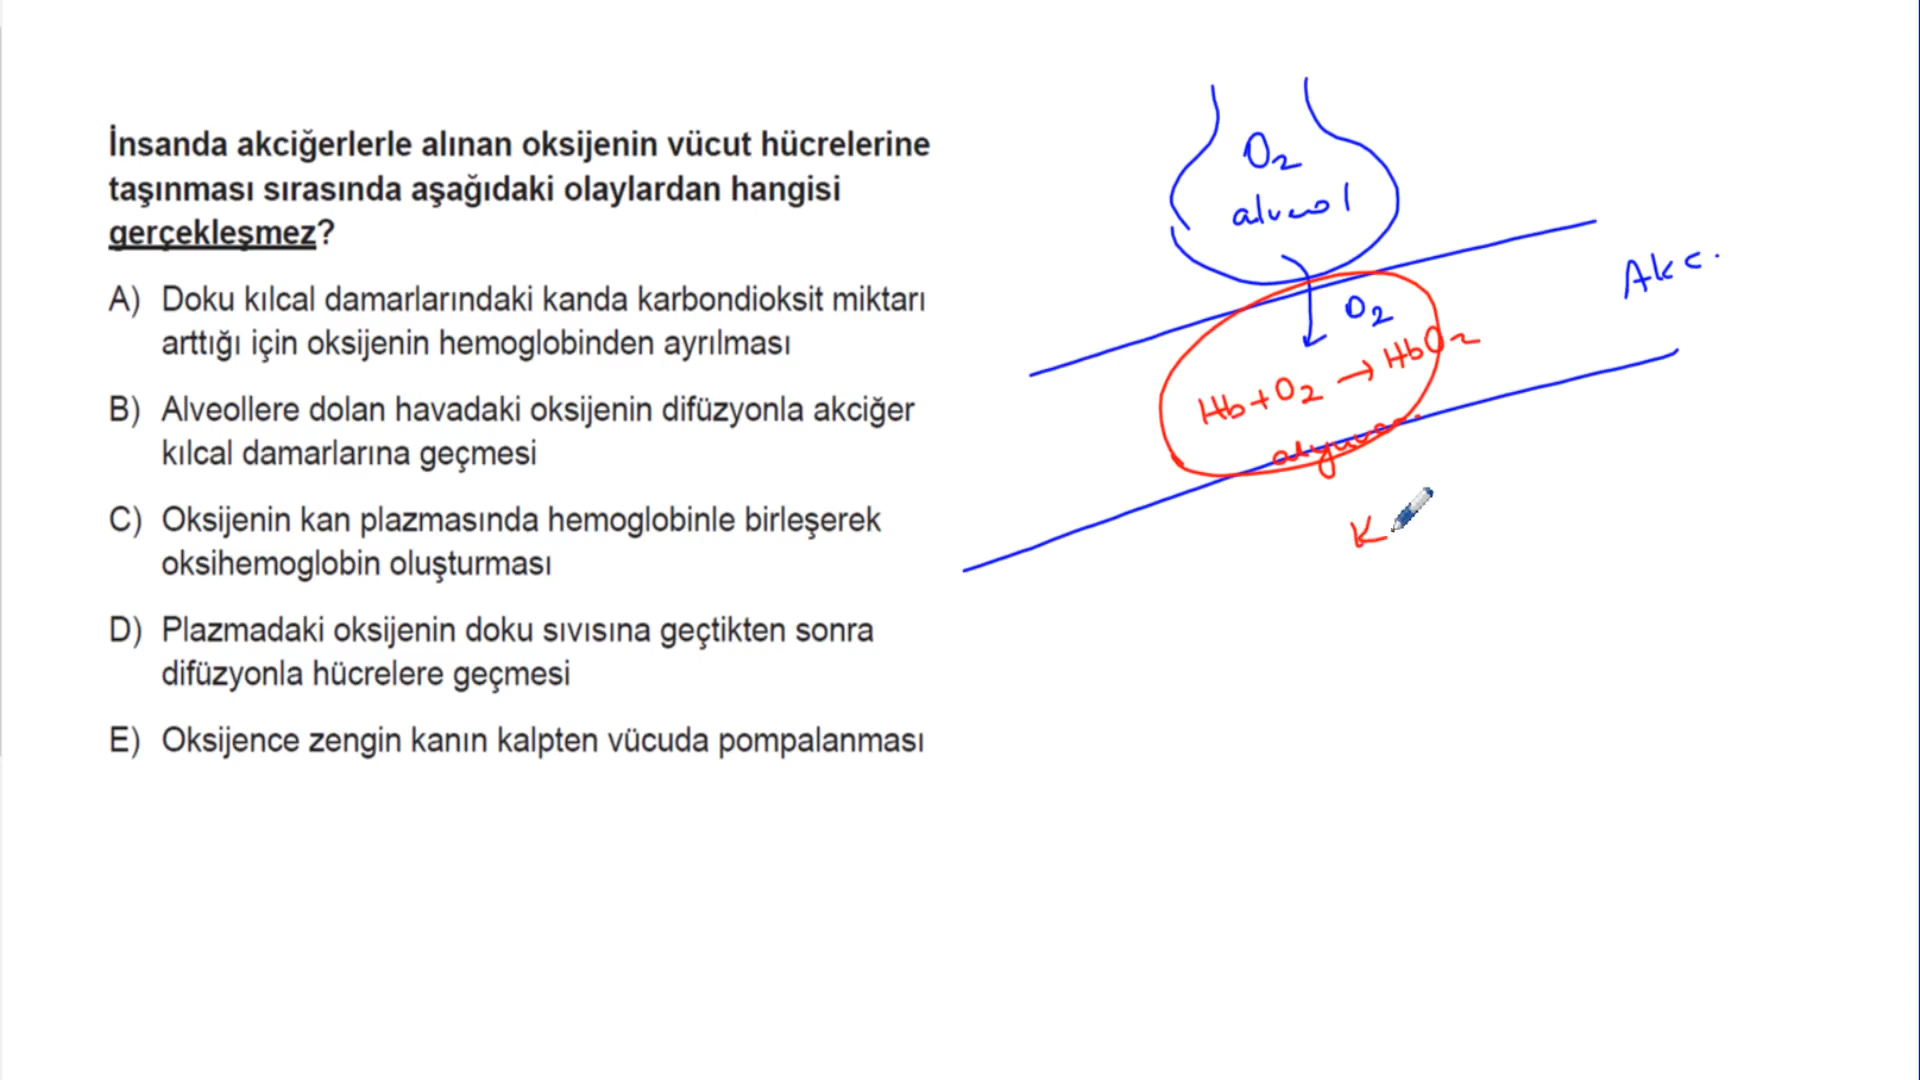 İnsanda akciğerlerle alınan oksijenin vücut hücrelerine
taşınması sırasında aşağıdaki olaylardan hangisi
gerçekleşmez?
A) Doku kılcal damarlarındaki kanda karbondioksit miktarı
arttığı için oksijenin hemoglobinden ayrılması
B) Alveollere dolan havadaki oksijenin difüzyonla akciğer
kılcal damarlarına geçmesi
C) Oksijenin kan plazmasında hemoglobinle birleşerek
oksihemoglobin oluşturması
D) Plazmadaki oksijenin doku sıvısına geçtikten sonra
difüzyonla hücrelere geçmesi
E) Oksijence zengin kanın kalpten vücuda pompalanması
O2
alveol
Akc.
O2
Hb+O2 → HbO2
alyuvar
K